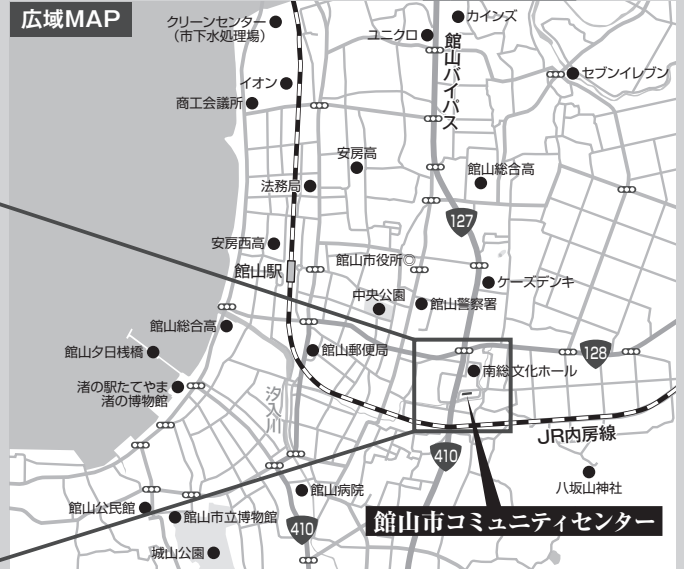 広域MAP
クリーンセンター
（市下水処理場）
カインズ
ユニクロ
館山バイパス
セブンイレブン
イオン
商工会議所
安房高
法務局
館山総合高
127
安房西高
館山市役所◎
館山駅
ケーズデンキ
中央公園
館山警察署
館山総合高
館山夕日桟橋
館山郵便局
128
南総文化ホール
渚の駅たてやま
渚の博物館
汐入川
JR内房線
410
八坂山神社
館山病院
館山公民館
館山市立博物館
410
館山市コミュニティセンター
城山公園